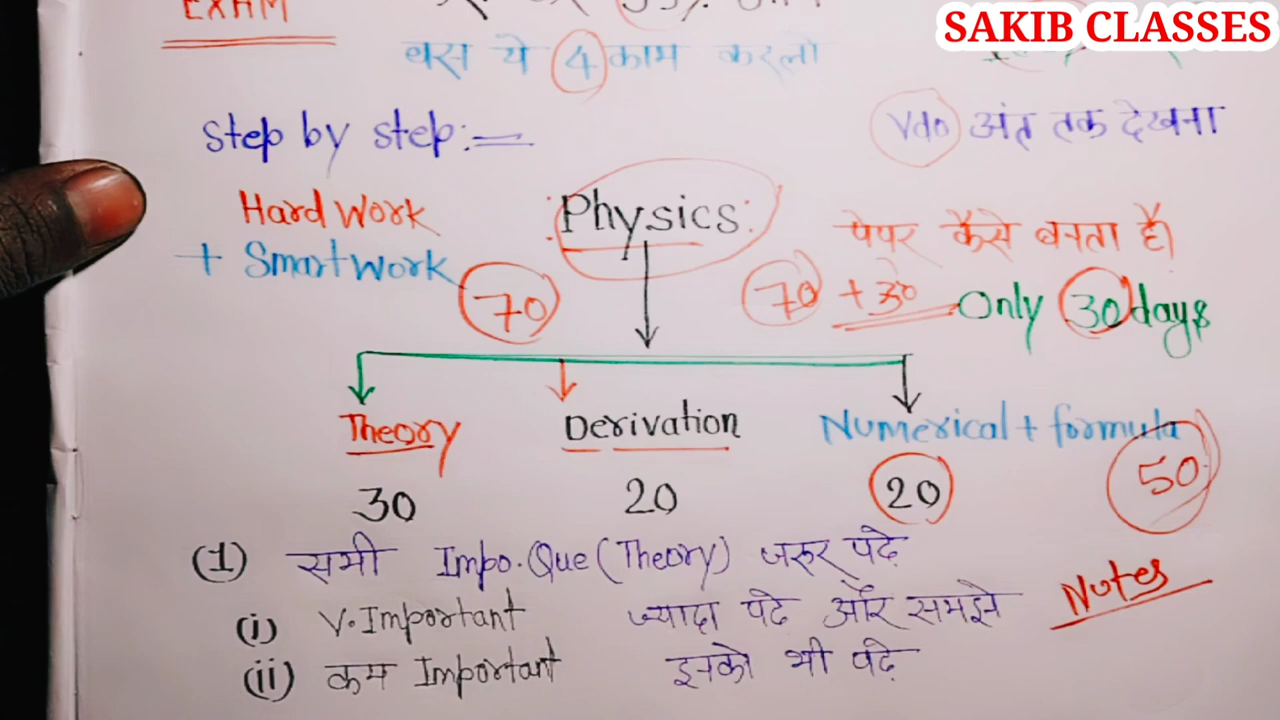 SAKIB CLASSES
EXAM
बस ये 4 काम करलो
Step by step:=
Vdo अंत तक देखना
Hard Work
+ Smart Work
Physics
पेपर कैसे बनता है।
70
70 + 30
Only 30 days
Theory
Derivation
Numerical + formula
30
20
20
50
(1) सभी Impo. Que (Theory) जरुर पढे
(i) V. Important ज्यादा पढे और समझे
Notes
(ii) कम Important इनको भी पढे